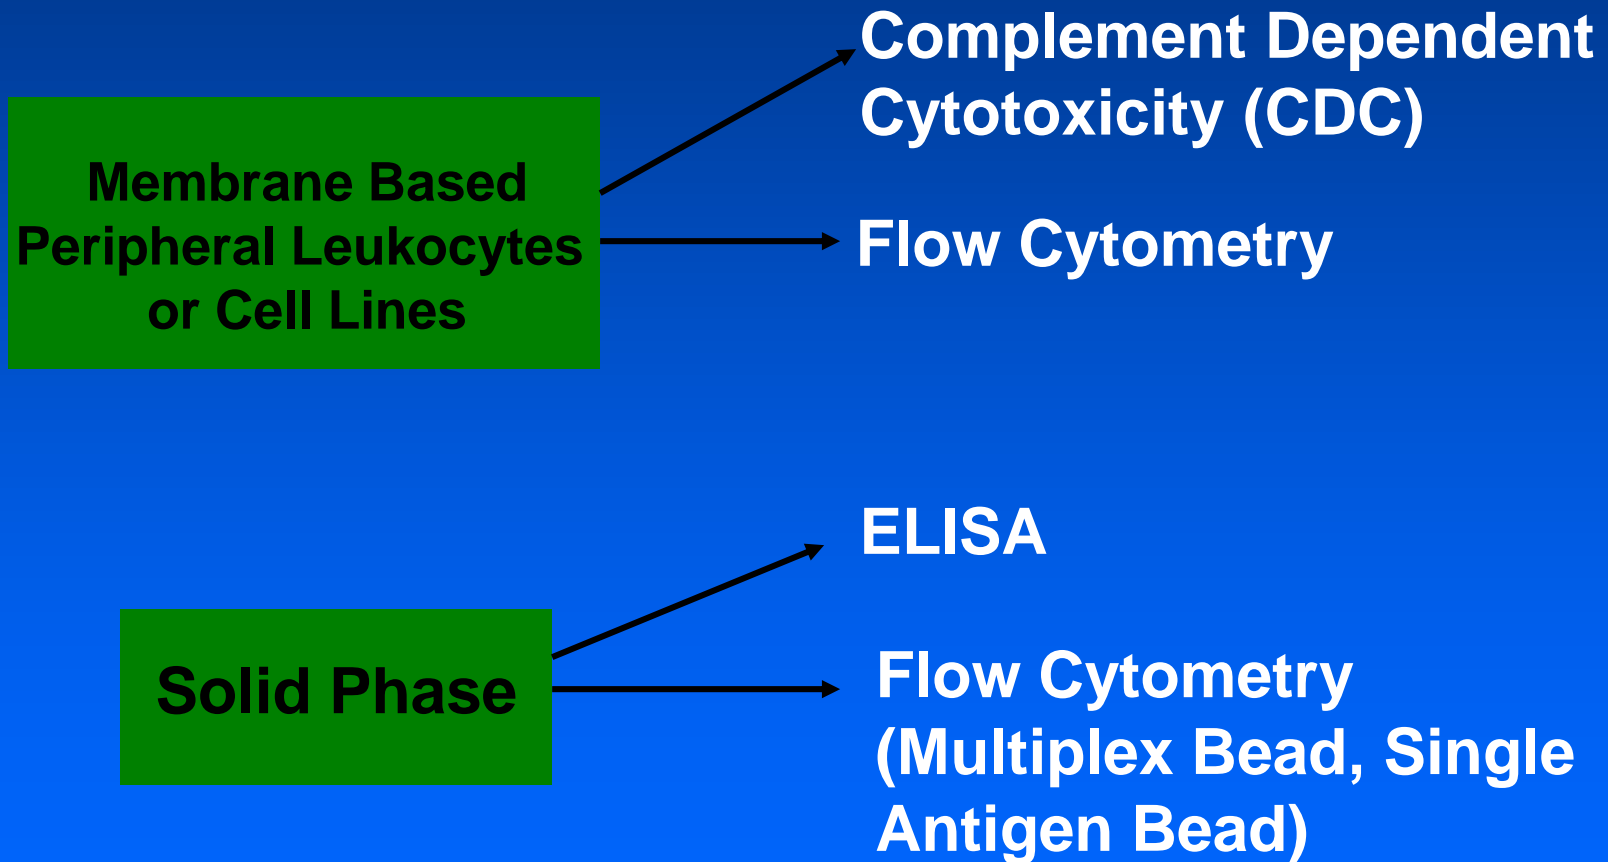 Membrane Based
Peripheral Leukocytes
or Cell Lines
Complement Dependent
Cytotoxicity (CDC)
Flow Cytometry
Solid Phase
ELISA
Flow Cytometry
(Multiplex Bead, Single
Antigen Bead)